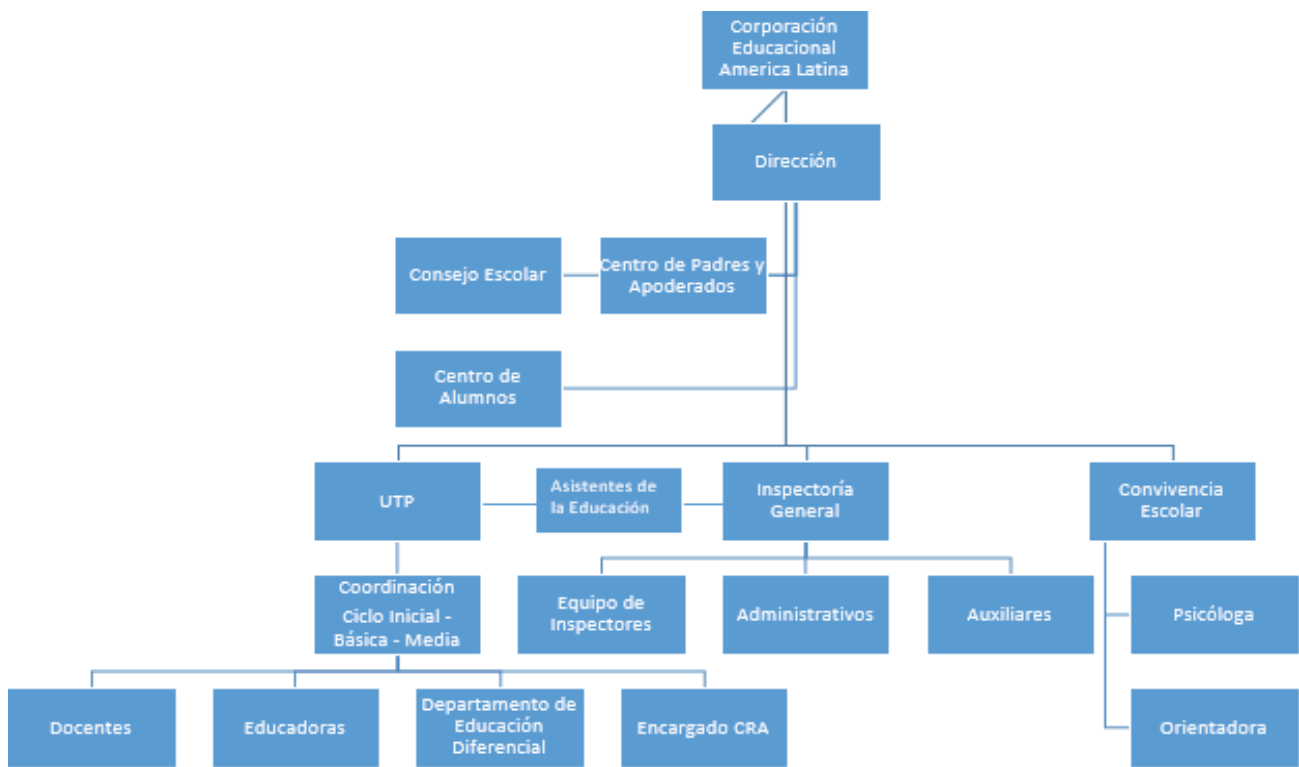 Corporación
Educacional
America Latina
Dirección
Consejo Escolar
Centro de Padres y
Apoderados
Centro de
Alumnos
UTP
Asistentes de
la Educación
Inspectoría
General
Convivencia
Escolar
Coordinación
Ciclo Inicial -
Básica - Media
Equipo de
Inspectores
Administrativos
Auxiliares
Psicóloga
Docentes
Educadoras
Departamento de
Educación
Diferencial
Encargado CRA
Orientadora